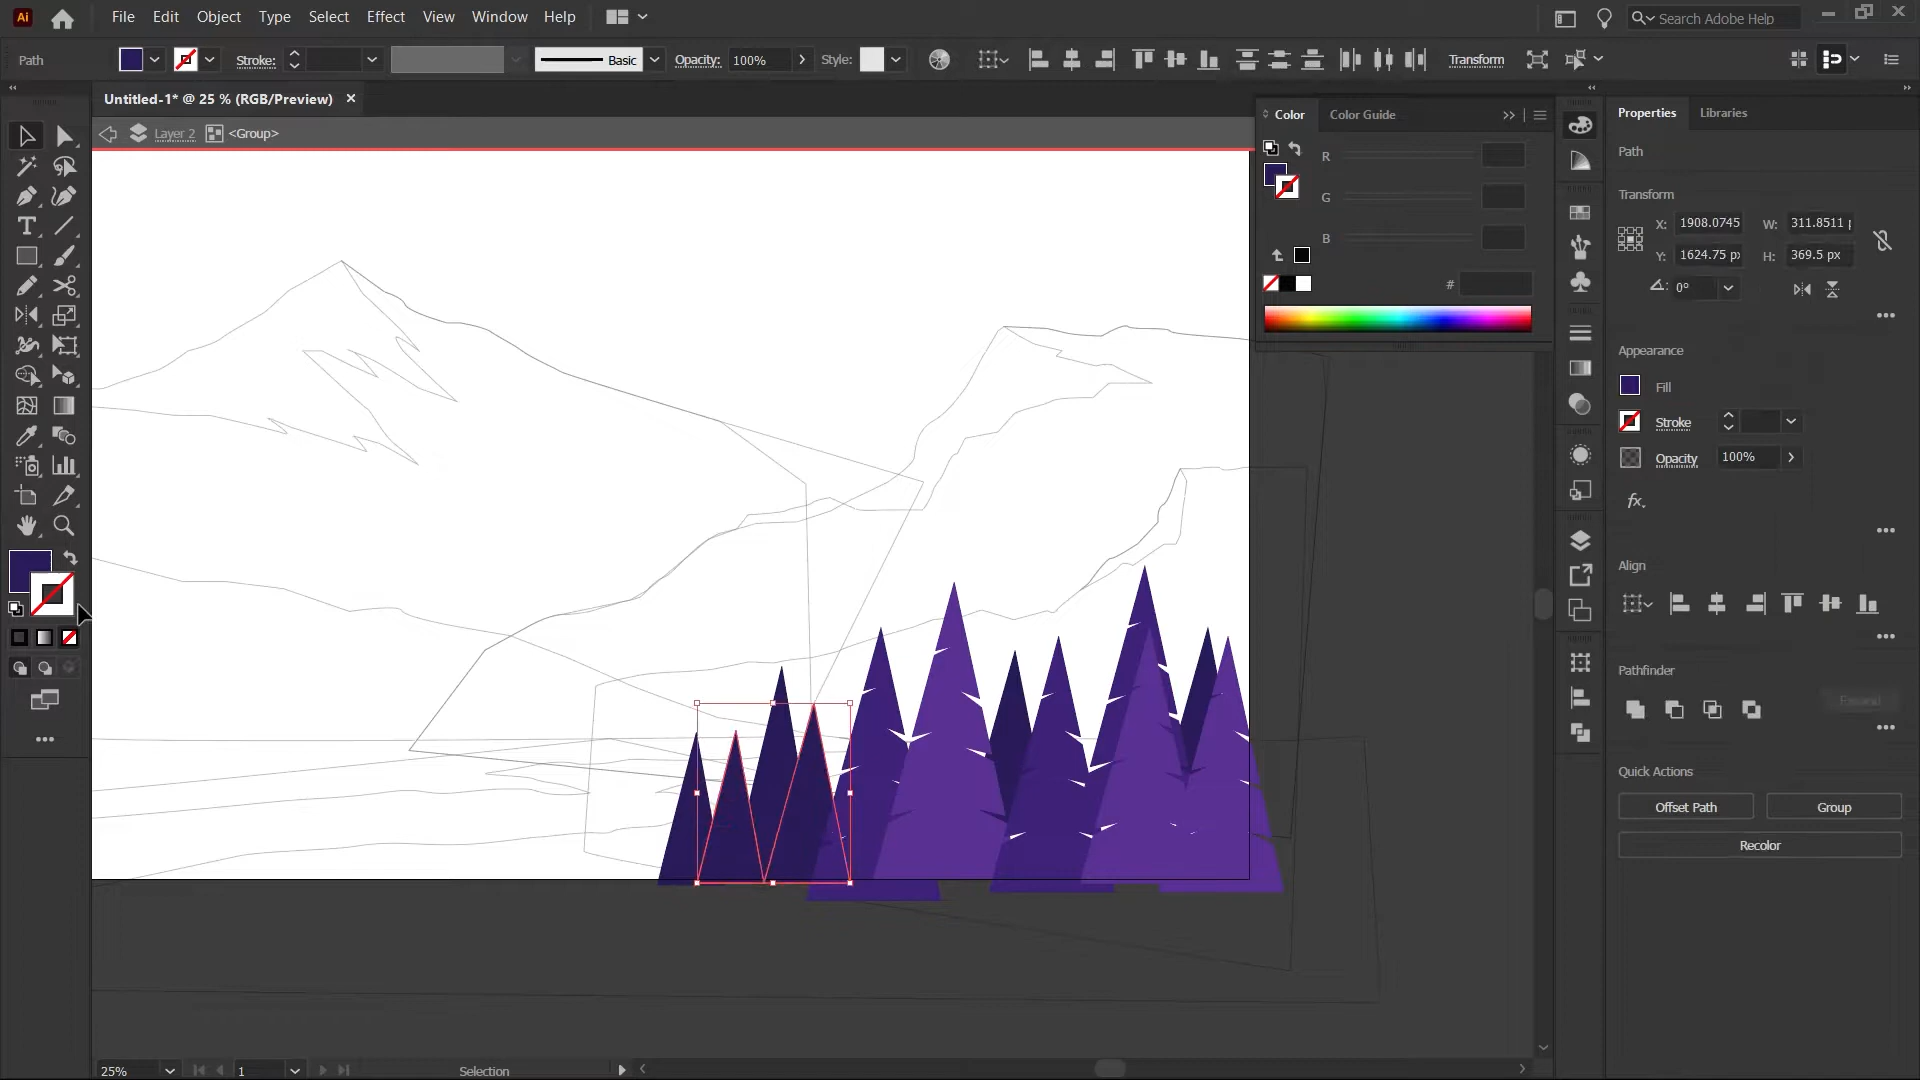 Ai File Edit Object Type Select Effect View Window Help Search Adobe Help
Path Stroke: Basic Opacity: 100% Style: Transform
Untitled-1* @ 25 % (RGB/Preview)
Layer 2 <Group>
Color Color Guide
R
G
B
#
Properties Libraries
Path
Transform
X: 1908.0745 W: 311.8511 p
Y: 1624.75 px H: 369.5 px
0°
Appearance
Fill
Stroke
Opacity 100%
fx.
Align
Pathfinder
Expand
Quick Actions
Offset Path Group
Recolor
25% 1 Selection